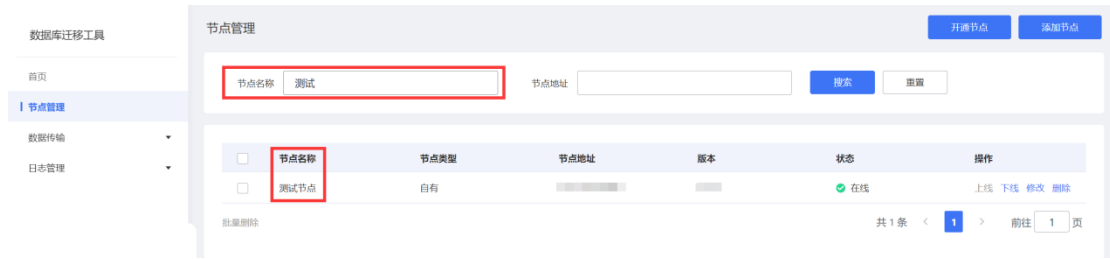 数据库迁移工具
首页
节点管理
数据传输
日志管理
节点管理
开通节点 添加节点
节点名称 测试 节点地址 搜索 重置
节点名称 节点类型 节点地址 版本 状态 操作
测试节点 自有 在线 上线 下线 修改 删除
批量删除 共 1 条 < 1 > 前往 1 页